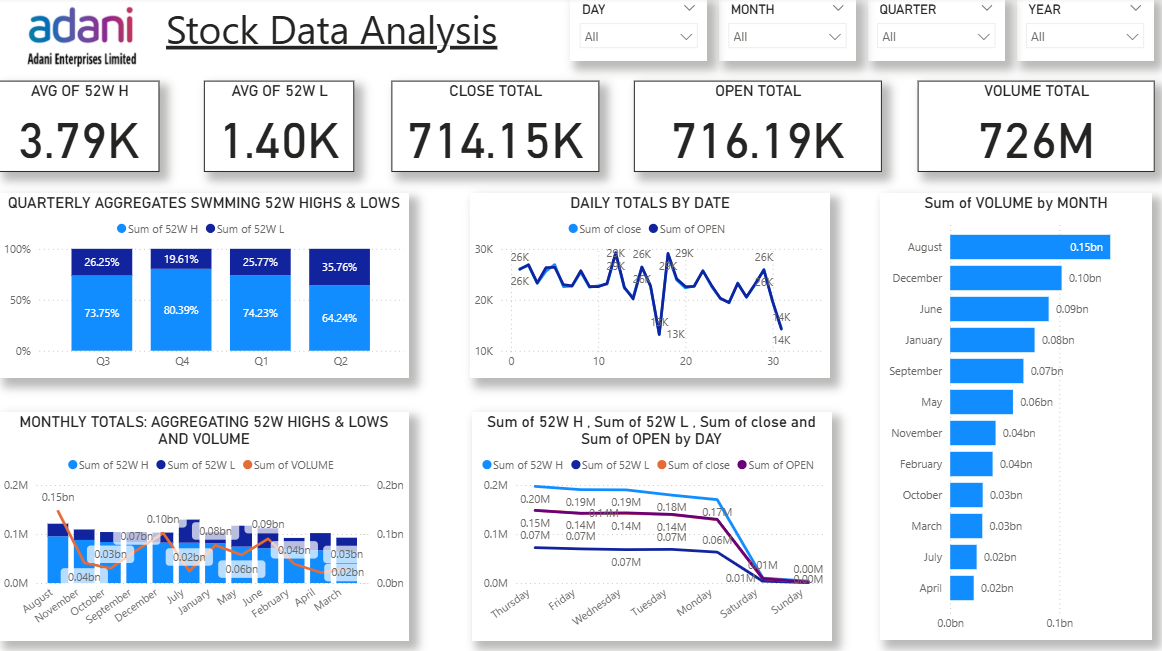 adani
Adani Enterprises Limited
Stock Data Analysis
DAY
All
MONTH
All
QUARTER
All
YEAR
All
AVG OF 52W H
3.79K
AVG OF 52W L
1.40K
CLOSE TOTAL
714.15K
OPEN TOTAL
716.19K
VOLUME TOTAL
726M
QUARTERLY AGGREGATES SWMMING 52W HIGHS & LOWS
Sum of 52W H Sum of 52W L
100%
50%
0%
26.25% 19.61% 25.77% 35.76%
73.75% 80.39% 74.23% 64.24%
Q3 Q4 Q1 Q2
DAILY TOTALS BY DATE
Sum of close Sum of OPEN
30K
20K
10K
26K
26K
26K
29K
26K
26K
13K
14K
14K
0 10 20 30
Sum of VOLUME by MONTH
August 0.15bn
December 0.10bn
June 0.09bn
January 0.08bn
September 0.07bn
May 0.06bn
November 0.04bn
February 0.04bn
October 0.03bn
March 0.03bn
July 0.02bn
April 0.02bn
0.0bn 0.1bn
MONTHLY TOTALS: AGGREGATING 52W HIGHS & LOWS
AND VOLUME
Sum of 52W H Sum of 52W L Sum of VOLUME
0.2M
0.1M
0.0M
0.2bn
0.1bn
0.0bn
0.15bn
0.04bn
0.03bn
0.07bn
0.10bn
0.02bn
0.08bn
0.06bn
0.09bn
0.04bn
0.03bn
0.02bn
August November October September December July January May June February April March
Sum of 52W H , Sum of 52W L , Sum of close and
Sum of OPEN by DAY
Sum of 52W H Sum of 52W L Sum of close Sum of OPEN
0.2M
0.1M
0.0M
0.20M 0.19M 0.19M 0.18M 0.17M
0.15M 0.14M 0.14M 0.14M
0.07M 0.07M 0.07M 0.07M 0.06M
0.01M 0.01M
0.00M
0.00M
Thursday Friday Wednesday Tuesday Monday Saturday Sunday